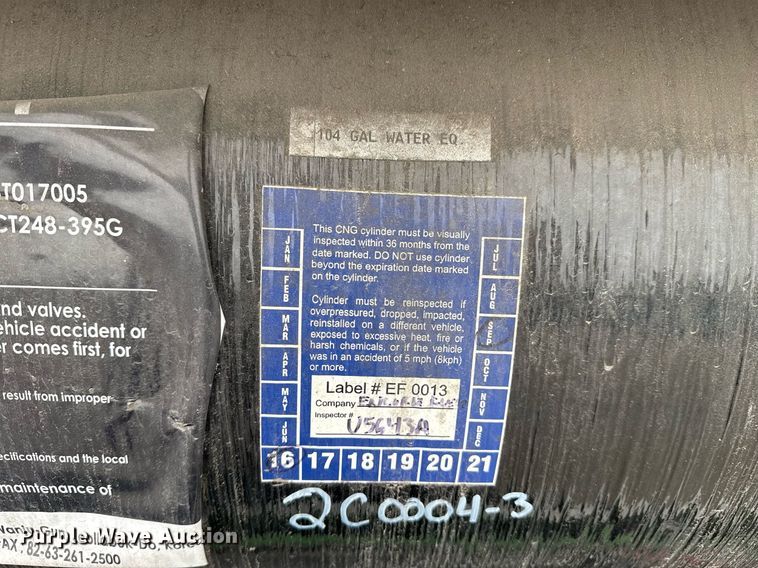 104 GAL WATER EQ
T017005
CT248-395G
nd valves.
ehicle accident or
er comes first, for
result from improper
ecifications and the local
maintenance of
FAX : 82-63-261-2500
This CNG cylinder must be visually
inspected within 36 months from the
date marked. DO NOT use cylinder
beyond the expiration date marked
on the cylinder.
Cylinder must be reinspected if
overpressured, dropped, impacted,
reinstalled on a different vehicle,
exposed to excessive heat, fire or
harsh chemicals, or if the vehicle
was in an accident of 5 mph (8kph)
or more.
JAN
FEB
MAR
APR
MAY
JUN
JUL
AUG
SEP
OCT
NOV
DEC
Label # EF 0013
Company
Inspector # U5643A
16 17 18 19 20 21
2C0004-3
Purple Wave Auction